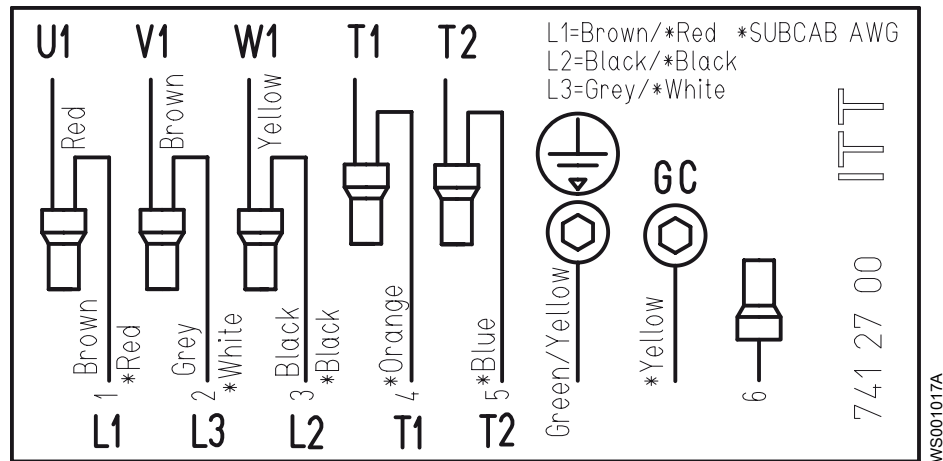 U1 V1 W1 T1 T2
L1=Brown/*Red *SUBCAB AWG
L2=Black/*Black
L3=Grey/*White
Red
Brown
Yellow
GC
ITT
Brown
*Red
Grey
*White
Black
*Black
*Orange
*Blue
Green/Yellow
*Yellow
741 27 00
1 2 3 4 5 6
L1 L3 L2 T1 T2
WS001017A